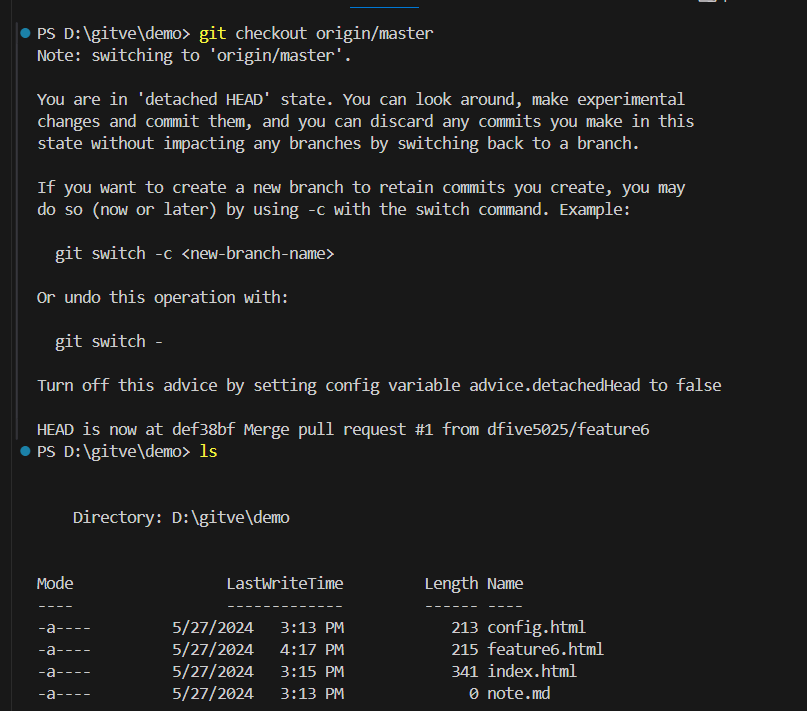 PS D:\gitve\demo> git checkout origin/master
Note: switching to 'origin/master'.
You are in 'detached HEAD' state. You can look around, make experimental
changes and commit them, and you can discard any commits you make in this
state without impacting any branches by switching back to a branch.
If you want to create a new branch to retain commits you create, you may
do so (now or later) by using -c with the switch command. Example:
git switch -c <new-branch-name>
Or undo this operation with:
git switch -
Turn off this advice by setting config variable advice.detachedHead to false
HEAD is now at def38bf Merge pull request #1 from dfive5025/feature6
PS D:\gitve\demo> ls
Directory: D:\gitve\demo
Mode LastWriteTime Length Name
---- ------------- ------ ----
-a---- 5/27/2024 3:13 PM 213 config.html
-a---- 5/27/2024 4:17 PM 215 feature6.html
-a---- 5/27/2024 3:15 PM 341 index.html
-a---- 5/27/2024 3:13 PM 0 note.md